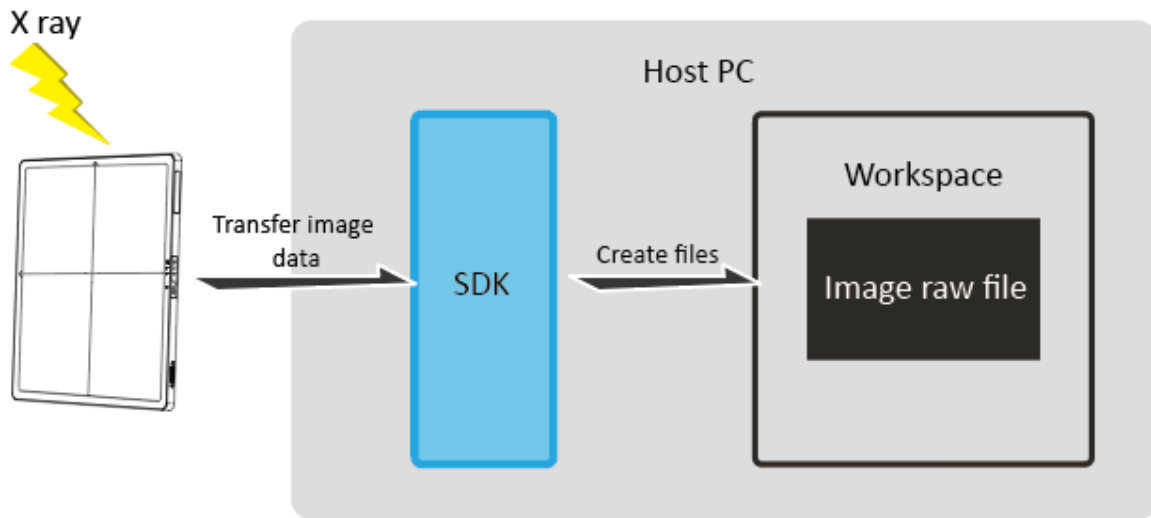 X ray
Host PC
Transfer image
data
SDK
Create files
Workspace
Image raw file